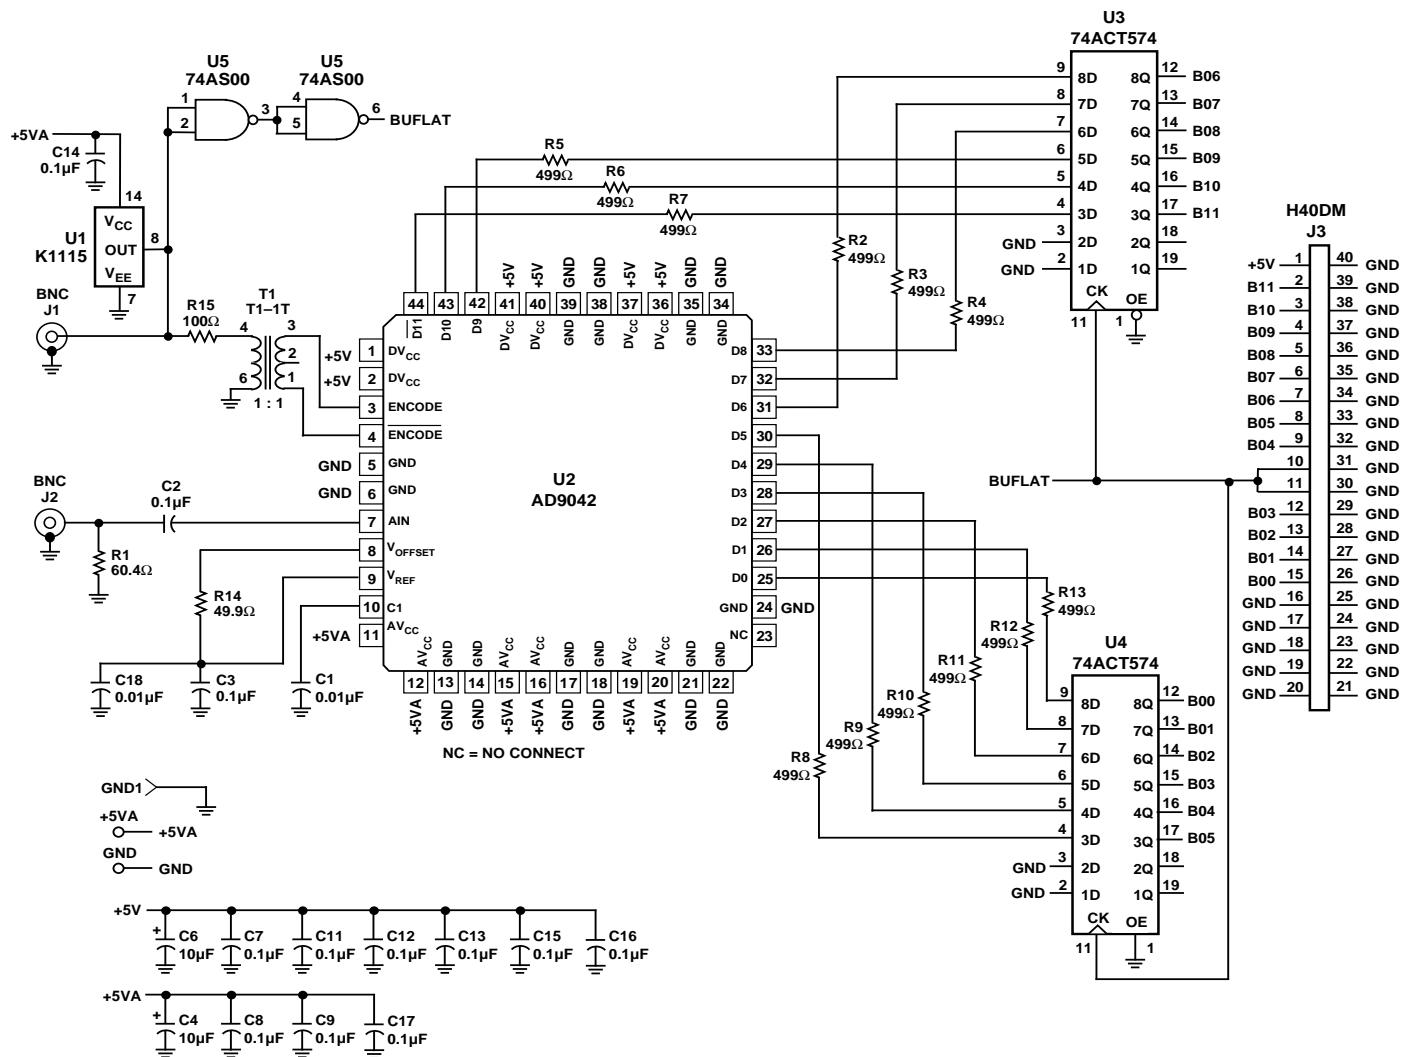 U5
74AS00
1
2
3
U5
74AS00
4
5
6
BUFLAT
+5VA
C14
0.1µF
14
VCC
OUT
VEE
8
7
U1
K1115
BNC
J1
R15
100Ω
T1
T1–1T
4
6
3
2
1
1 : 1
R5
499Ω
R6
499Ω
R7
499Ω
R2
499Ω
R3
499Ω
R4
499Ω
U3
74ACT574
9 8D 8Q 12 B06
8 7D 7Q 13 B07
7 6D 6Q 14 B08
6 5D 5Q 15 B09
5 4D 4Q 16 B10
4 3D 3Q 17 B11
GND 3 2D 2Q 18
GND 2 1D 1Q 19
CK OE
11 1
44 43 42 41 40 39 38 37 36 35 34
+5V +5V GND GND +5V +5V GND GND
D11 D10 D9 DVCC DVCC GND GND DVCC DVCC GND GND
+5V 1 DVCC
+5V 2 DVCC
3 ENCODE
4 ENCODE
GND 5 GND
GND 6 GND
7 AIN
8 VOFFSET
9 VREF
10 C1
+5VA 11 AVCC
U2
AD9042
D8 33
D7 32
D6 31
D5 30
D4 29
D3 28
D2 27
D1 26
D0 25
GND 24 GND
NC 23
AVCC GND GND AVCC AVCC GND GND AVCC AVCC GND GND
12 13 14 15 16 17 18 19 20 21 22
+5VA GND GND +5VA +5VA GND GND +5VA +5VA GND GND
NC = NO CONNECT
BNC
J2
C2
0.1µF
R1
60.4Ω
R14
49.9Ω
C18
0.01µF
C3
0.1µF
C1
0.01µF
R13
499Ω
R12
499Ω
R11
499Ω
R10
499Ω
R9
499Ω
R8
499Ω
BUFLAT
U4
74ACT574
9 8D 8Q 12 B00
8 7D 7Q 13 B01
7 6D 6Q 14 B02
6 5D 5Q 15 B03
5 4D 4Q 16 B04
4 3D 3Q 17 B05
GND 3 2D 2Q 18
GND 2 1D 1Q 19
CK OE
11 1
H40DM
J3
+5V 1 40 GND
B11 2 39 GND
B10 3 38 GND
B09 4 37 GND
B08 5 36 GND
B07 6 35 GND
B06 7 34 GND
B05 8 33 GND
B04 9 32 GND
10 31 GND
11 30 GND
B03 12 29 GND
B02 13 28 GND
B01 14 27 GND
B00 15 26 GND
GND 16 25 GND
GND 17 24 GND
GND 18 23 GND
GND 19 22 GND
GND 20 21 GND
GND1
+5VA
+5VA
GND
GND
+5V
+ C6 C7 C11 C12 C13 C15 C16
10µF 0.1µF 0.1µF 0.1µF 0.1µF 0.1µF 0.1µF
+5VA
+ C4 C8 C9 C17
10µF 0.1µF 0.1µF 0.1µF